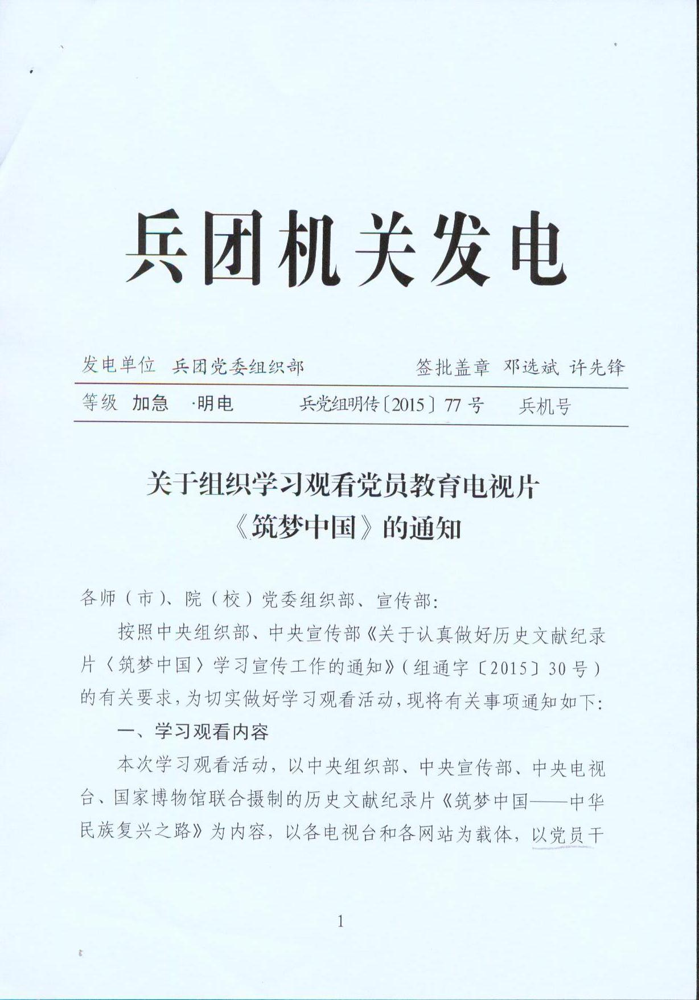 兵团机关发电
发电单位 兵团党委组织部 签批盖章 邓选斌 许先锋
等级 加急 ·明电 兵党组明传〔2015〕77 号 兵机号
关于组织学习观看党员教育电视片
《筑梦中国》的通知
各师（市）、院（校）党委组织部、宣传部：
按照中央组织部、中央宣传部《关于认真做好历史文献纪录
片〈筑梦中国〉学习宣传工作的通知》（组通字〔2015〕30 号）
的有关要求，为切实做好学习观看活动，现将有关事项通知如下：
一、学习观看内容
本次学习观看活动，以中央组织部、中央宣传部、中央电视
台、国家博物馆联合摄制的历史文献纪录片《筑梦中国——中华
民族复兴之路》为内容，以各电视台和各网站为载体，以党员干
1